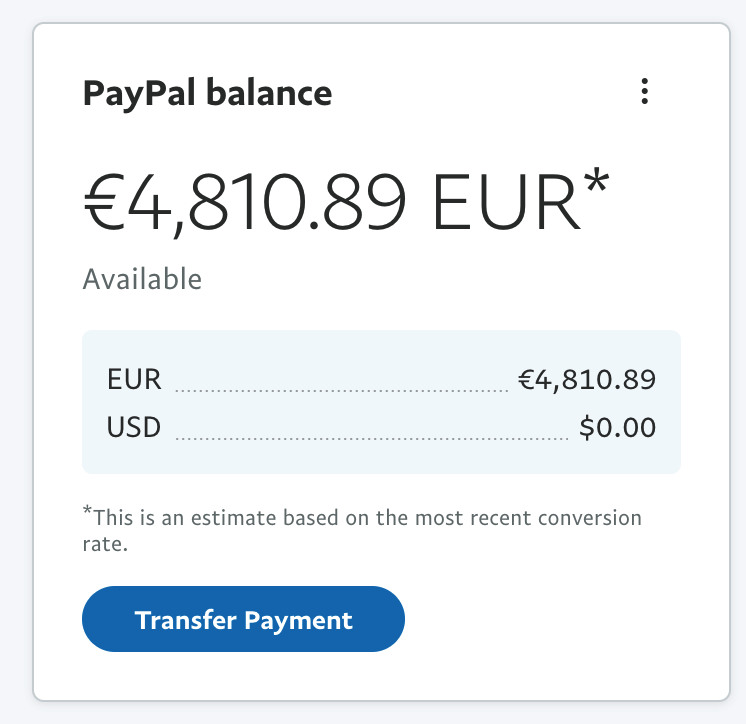 PayPal balance
€4,810.89 EUR*
Available
EUR €4,810.89
USD $0.00
*This is an estimate based on the most recent conversion
rate.
Transfer Payment